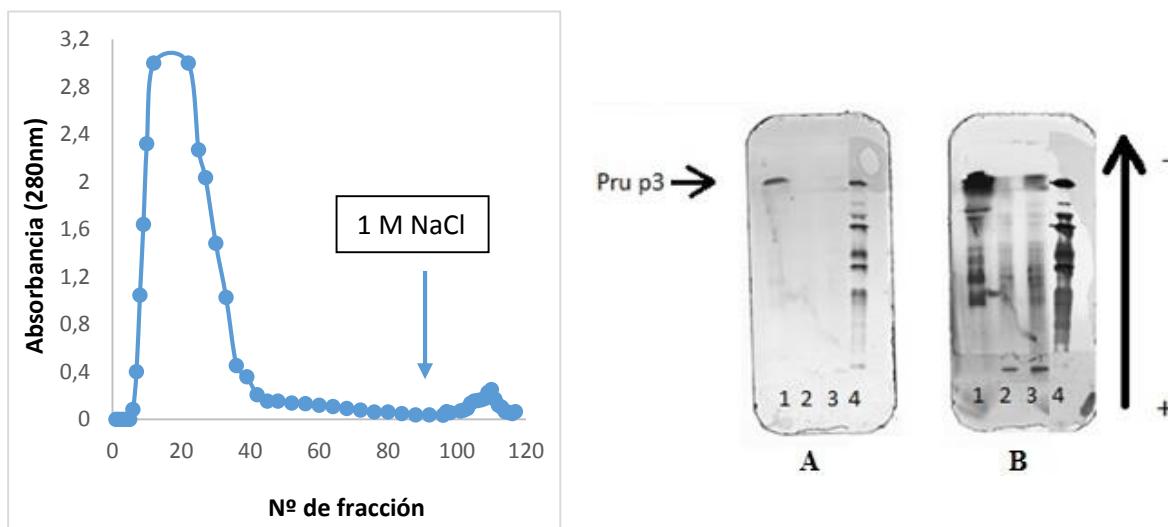 3,2
2,8
2,4
2
1,6
1,2
0,8
0,4
0
Absorbancia (280nm)
1 M NaCl
0 20 40 60 80 100 120
Nº de fracción
Pru p3
1 2 3 4
A
1 2 3 4
B
-
+